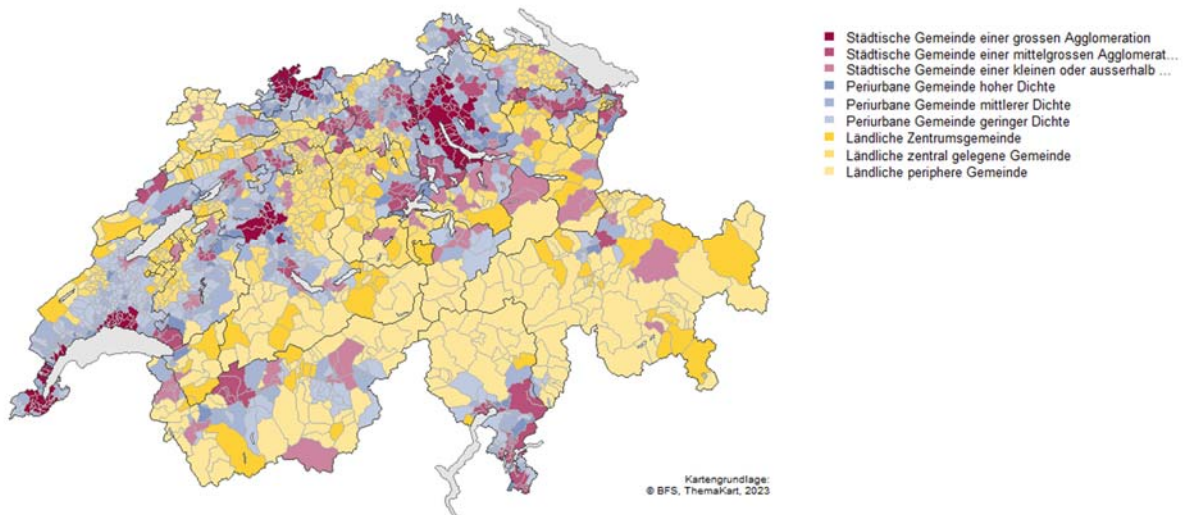 Städtische Gemeinde einer grossen Agglomeration
Städtische Gemeinde einer mittelgrossen Agglomerat...
Städtische Gemeinde einer kleinen oder ausserhalb ...
Periurbane Gemeinde hoher Dichte
Periurbane Gemeinde mittlerer Dichte
Periurbane Gemeinde geringer Dichte
Ländliche Zentrumsgemeinde
Ländliche zentral gelegene Gemeinde
Ländliche periphere Gemeinde
Kartengrundlage:
© BFS, ThemaKart, 2023